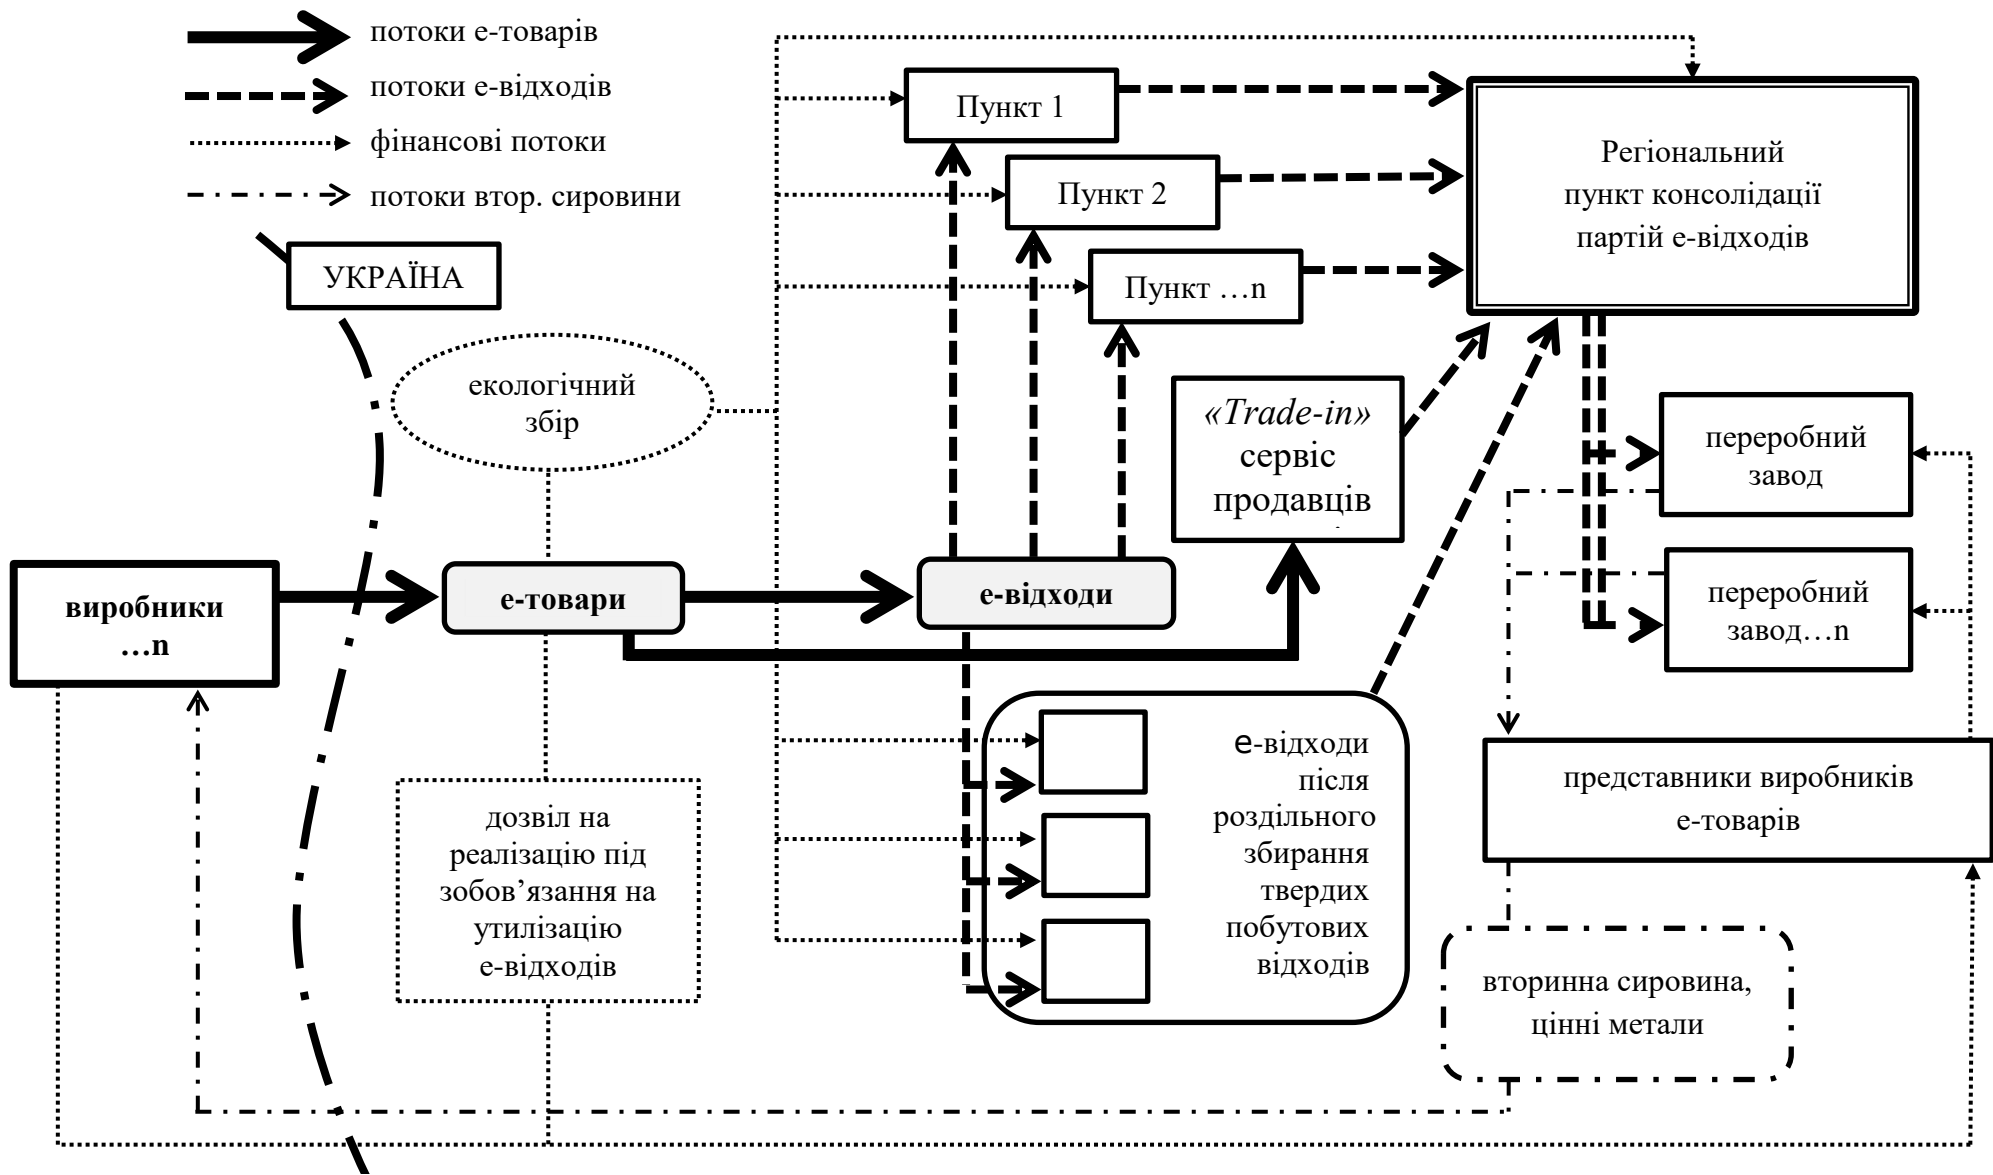 потоки е-товарів
потоки е-відходів
фінансові потоки
потоки втор. сировини
УКРАЇНА
Пункт 1
Пункт 2
Пункт …n
Регіональний
пункт консолідації
партій е-відходів
екологічний
збір
«Trade-in»
сервіс
продавців
переробний
завод
переробний
завод…n
виробники
…n
е-товари
е-відходи
дозвіл на
реалізацію під
зобов’язання на
утилізацію
е-відходів
е-відходи
після
роздільного
збирання
твердих
побутових
відходів
представники виробників
е-товарів
вторинна сировина,
цінні метали